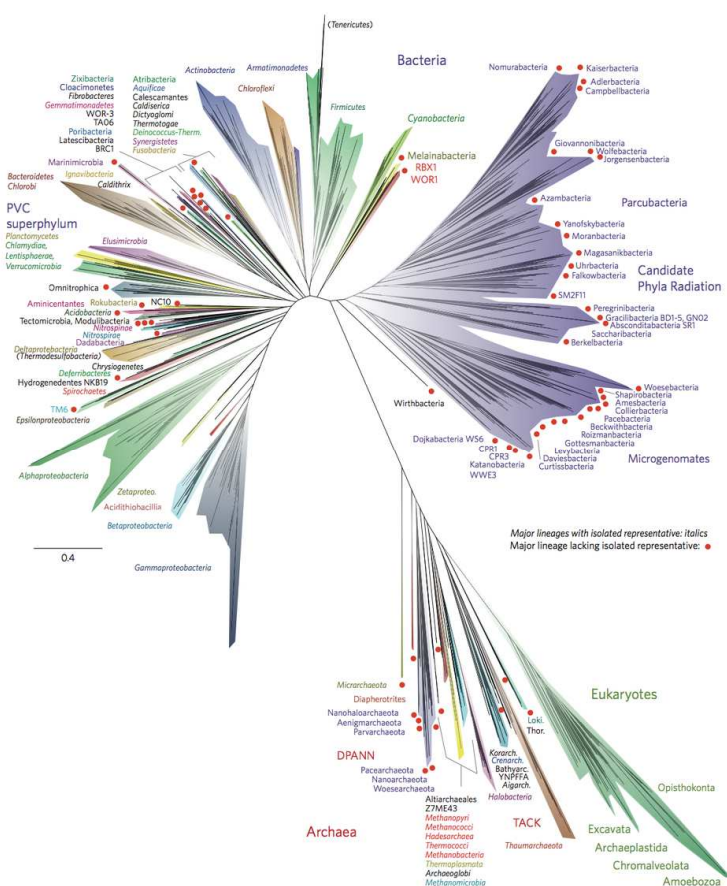 (Tenericutes)
Bacteria
Nomurabacteria
Kaiserbacteria
Adlerbacteria
Campbellbacteria
Actinobacteria
Armatimonadetes
Chloroflexi
Firmicutes
Cyanobacteria
Zixibacteria
Cloacimonetes
Fibrobacteres
Gemmatimonadetes
WOR-3
TA06
Poribacteria
Latescibacteria
BRC1
Atribacteria
Aquificae
Calescamantes
Caldiserica
Dictyoglomi
Thermotogae
Deinococcus-Therm.
Synergistetes
Fusobacteria
Melainabacteria
RBX1
WOR1
Giovannonibacteria
Wolfebacteria
Jorgensenbacteria
Marinimicrobia
Ignavibacteria
Bacteroidetes
Chlorobi
Caldithrix
Azambacteria
Parcubacteria
PVC
superphylum
Planctomycetes
Chlamydiae,
Lentisphaerae,
Verrucomicrobia
Elusimicrobia
Yanofskybacteria
Moranbacteria
Magasanikbacteria
Uhrbacteria
Falkowbacteria
Candidate
Phyla Radiation
SM2F11
Omnitrophica
Aminicentantes
Rokubacteria
NC10
Acidobacteria
Tectomicrobia, Modulibacteria
Nitrospinae
Nitrospirae
Dadabacteria
Deltaproteobacteria
(Thermodesulfobacteria)
Chrysiogenetes
Deferribacteres
Hydrogenedentes NKB19
Spirochaetes
TM6
Epsilonproteobacteria
Peregrinibacteria
Gracilibacteria BD1-5, GN02
Absconditabacteria SR1
Saccharibacteria
Berkelbacteria
Wirthbacteria
Woesebacteria
Shapirobacteria
Amesbacteria
Collierbacteria
Pacebacteria
Beckwithbacteria
Roizmanbacteria
Gottesmanbacteria
Levybacteria
Daviesbacteria
Curtissbacteria
Microgenomates
Dojkabacteria WS6
CPR1
CPR3
Katanobacteria
WWE3
Alphaproteobacteria
Zetaproteo.
Acidithiobacillia
Betaproteobacteria
Gammaproteobacteria
0.4
Major lineages with isolated representative: italics
Major lineage lacking isolated representative:
Micrarchaeota
Diapherotrites
Nanohaloarchaeota
Aenigmarchaeota
Parvarchaeota
DPANN
Pacearchaeota
Nanoarchaeota
Woesearchaeota
Altiarchaeales
Z7ME43
Methanopyri
Methanococci
Hadesarchaea
Thermococci
Methanobacteria
Thermoplasmata
Archaeoglobi
Methanomicrobia
Halobacteria
Korarch.
Crenarch.
Bathyarc.
YNPFFA
Aigarch.
Loki.
Thor.
TACK
Thaumarchaeota
Archaea
Eukaryotes
Opisthokonta
Excavata
Archaeplastida
Chromalveolata
Amoebozoa